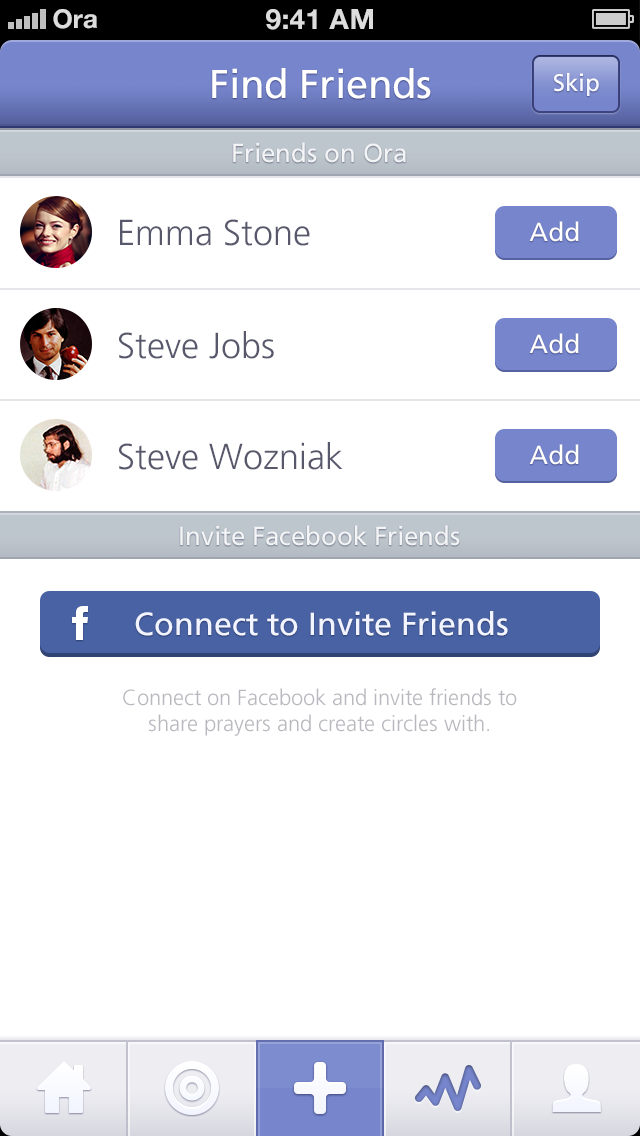 Ora 9:41 AM
Find Friends Skip
Friends on Ora
Emma Stone Add
Steve Jobs Add
Steve Wozniak Add
Invite Facebook Friends
f Connect to Invite Friends
Connect on Facebook and invite friends to
share prayers and create circles with.